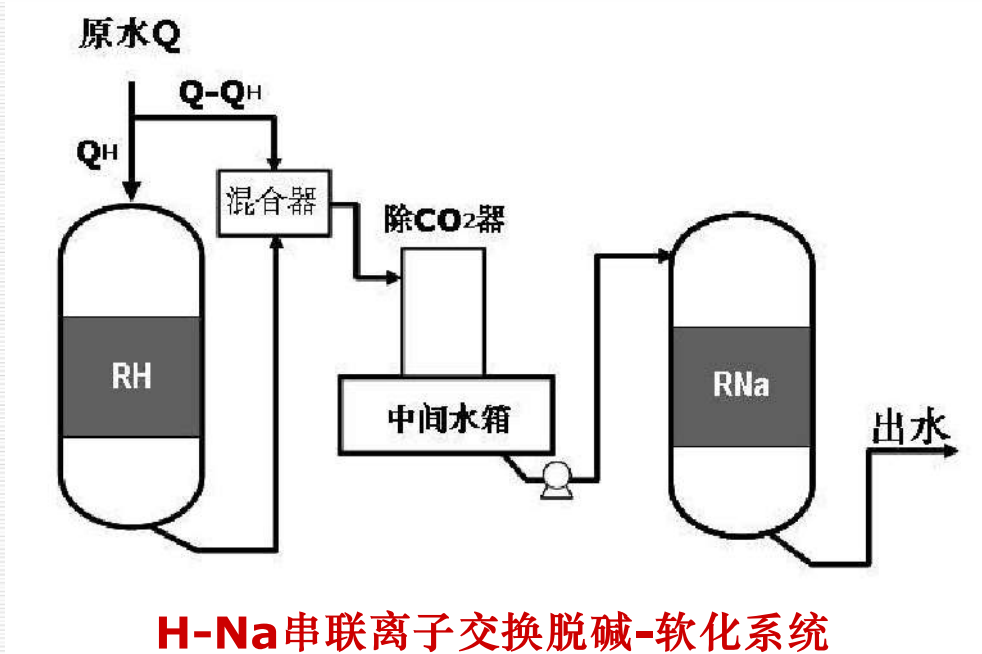 原水Q
Q-QH
QH
混合器
除CO2器
RH
中间水箱
RNa
出水
H-Na串联离子交换脱碱-软化系统